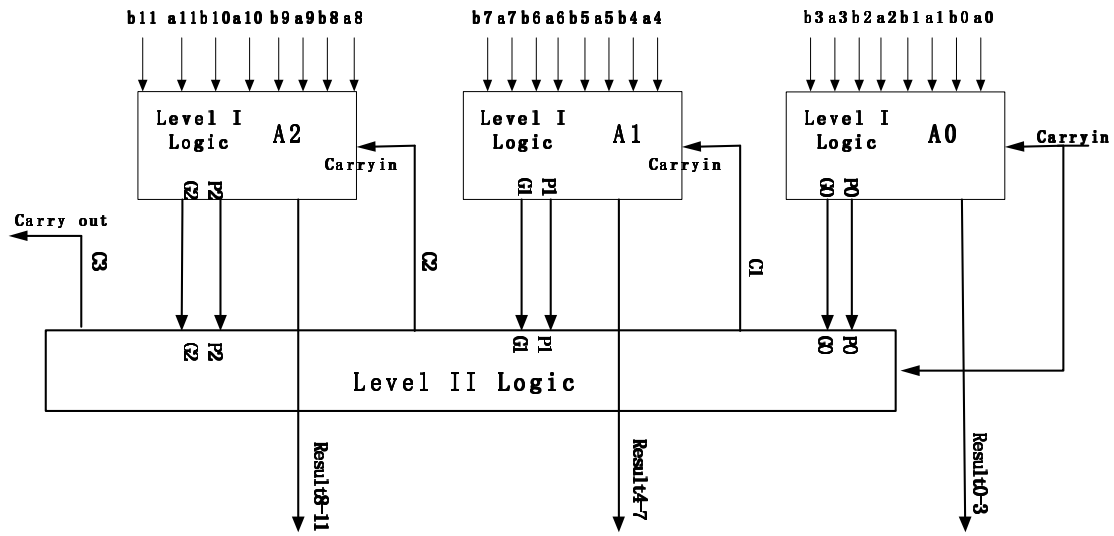 b11 a11 b10 a10 b9 a9 b8 a8 b7 a7 b6 a6 b5 a5 b4 a4 b3 a3 b2 a2 b1 a1 b0 a0
Level I
Logic
A2
Level I
Logic
A1
Level I
Logic
A0
Carryin
Carryin
Carryin
G2 P2
G1 P1
G0 P0
Carry out
C3
C2
C1
G2 P2
G1 P1
G0 P0
Level II Logic
Result8-11
Result4-7
Result0-3